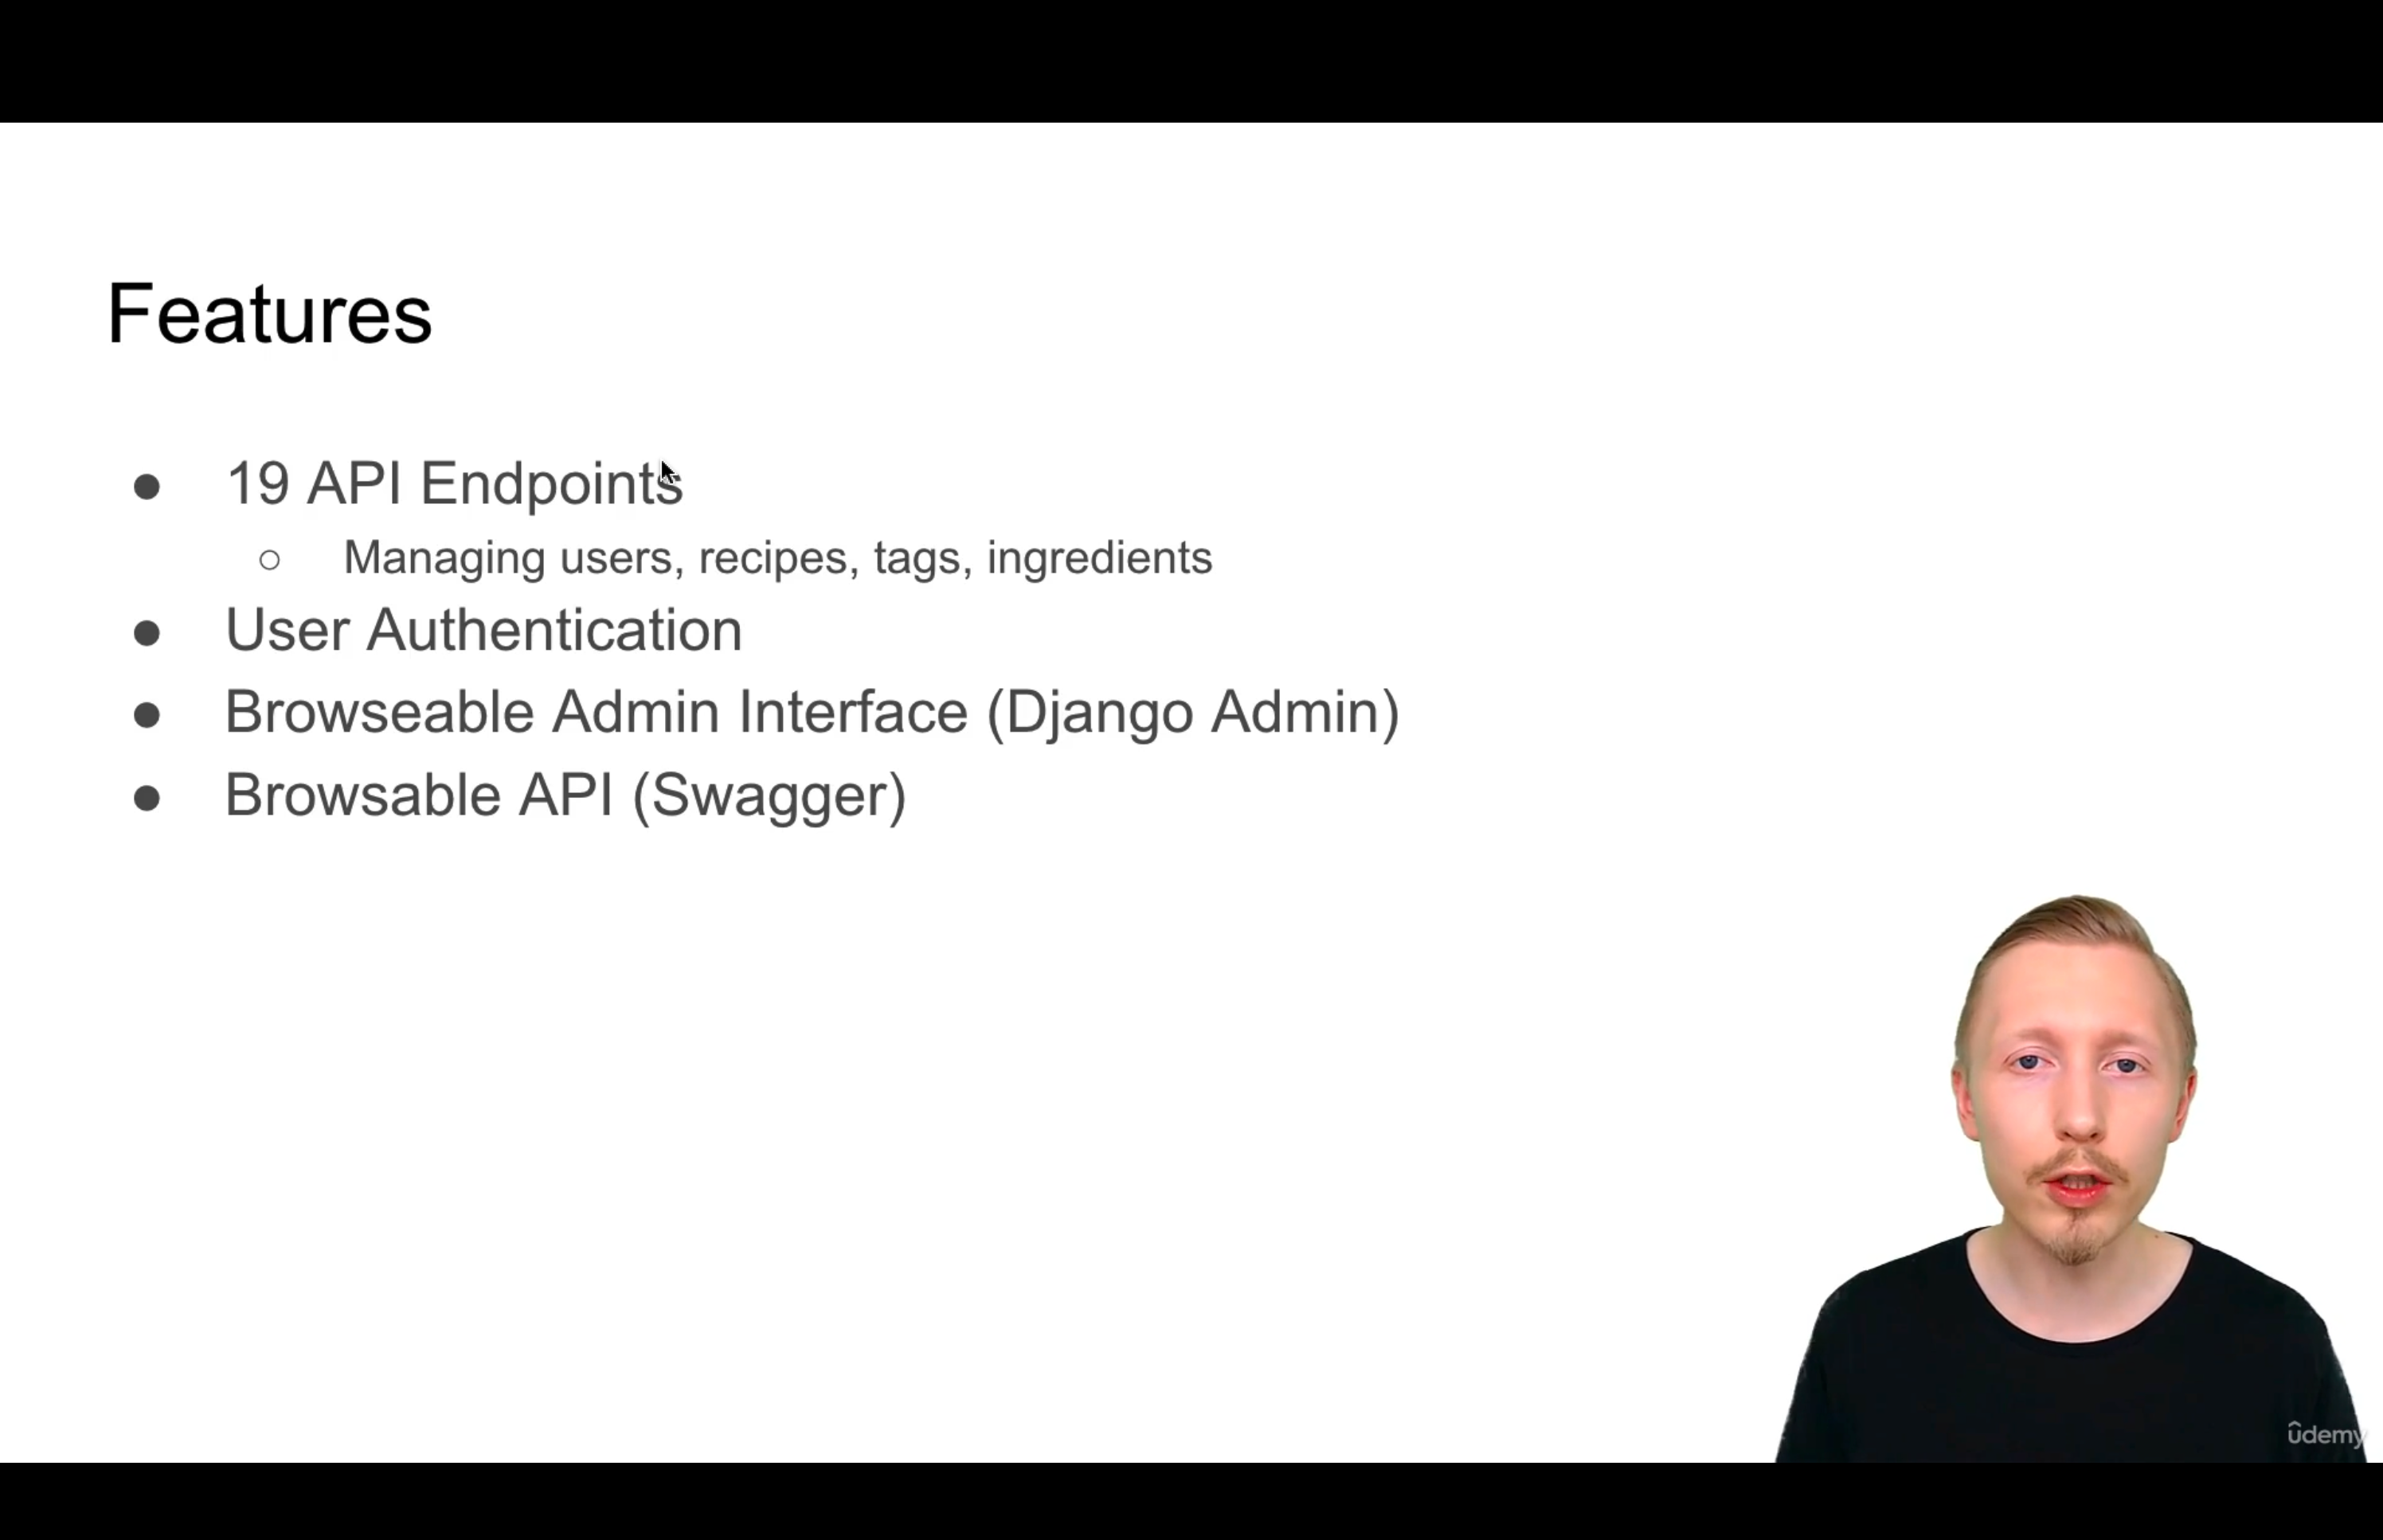 Features
● 19 API Endpoints
○ Managing users, recipes, tags, ingredients
● User Authentication
● Browseable Admin Interface (Django Admin)
● Browsable API (Swagger)
ûdemy